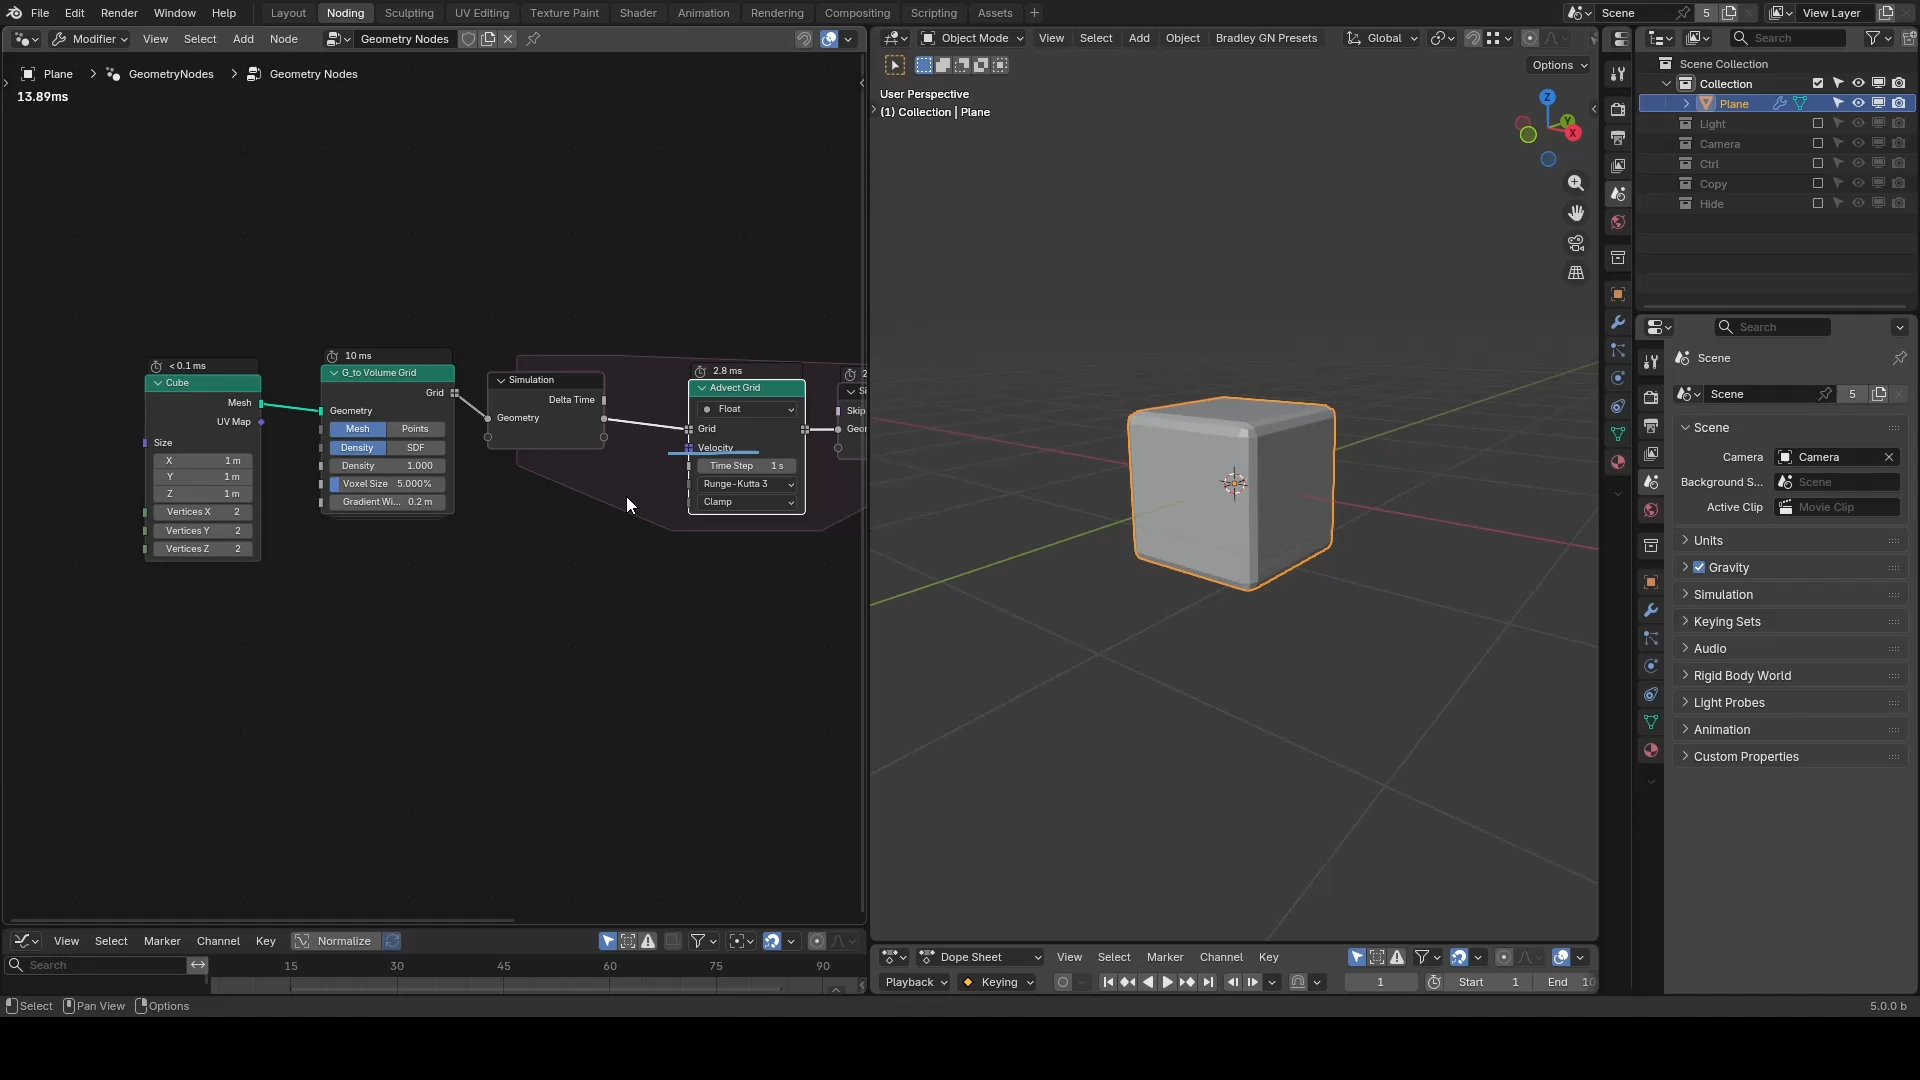 File Edit Render Window Help Layout Noding Sculpting UV Editing Texture Paint Shader Animation Rendering Compositing Scripting Assets Scene 5 View Layer
Modifier View Select Add Node Geometry Nodes
Object Mode View Select Add Object Bradley GN Presets Global
Search
Options
Plane GeometryNodes Geometry Nodes
13.89ms
User Perspective
(1) Collection | Plane
Z
Y
X
Scene Collection
Collection
Plane
Light
Camera
Ctrl
Copy
Hide
< 0.1 ms
Cube
Mesh
UV Map
Size
X 1 m
Y 1 m
Z 1 m
Vertices X 2
Vertices Y 2
Vertices Z 2
10 ms
G_to Volume Grid
Grid
Geometry
Mesh Points
Density SDF
Density 1.000
Voxel Size 5.000%
Gradient Wi... 0.2 m
Simulation
Delta Time
Geometry
2.8 ms
Advect Grid
Float
Grid
Velocity
Time Step 1 s
Runge-Kutta 3
Clamp
2
Si
Skip
Geor
Search
Scene
Scene 5
Scene
Camera Camera
Background S... Scene
Active Clip Movie Clip
Units
Gravity
Simulation
Keying Sets
Audio
Rigid Body World
Light Probes
Animation
Custom Properties
View Select Marker Channel Key Normalize
Search 15 30 45 60 75 90
Dope Sheet View Select Marker Channel Key
Playback Keying 1 Start 1 End 10
Select Pan View Options 5.0.0 b